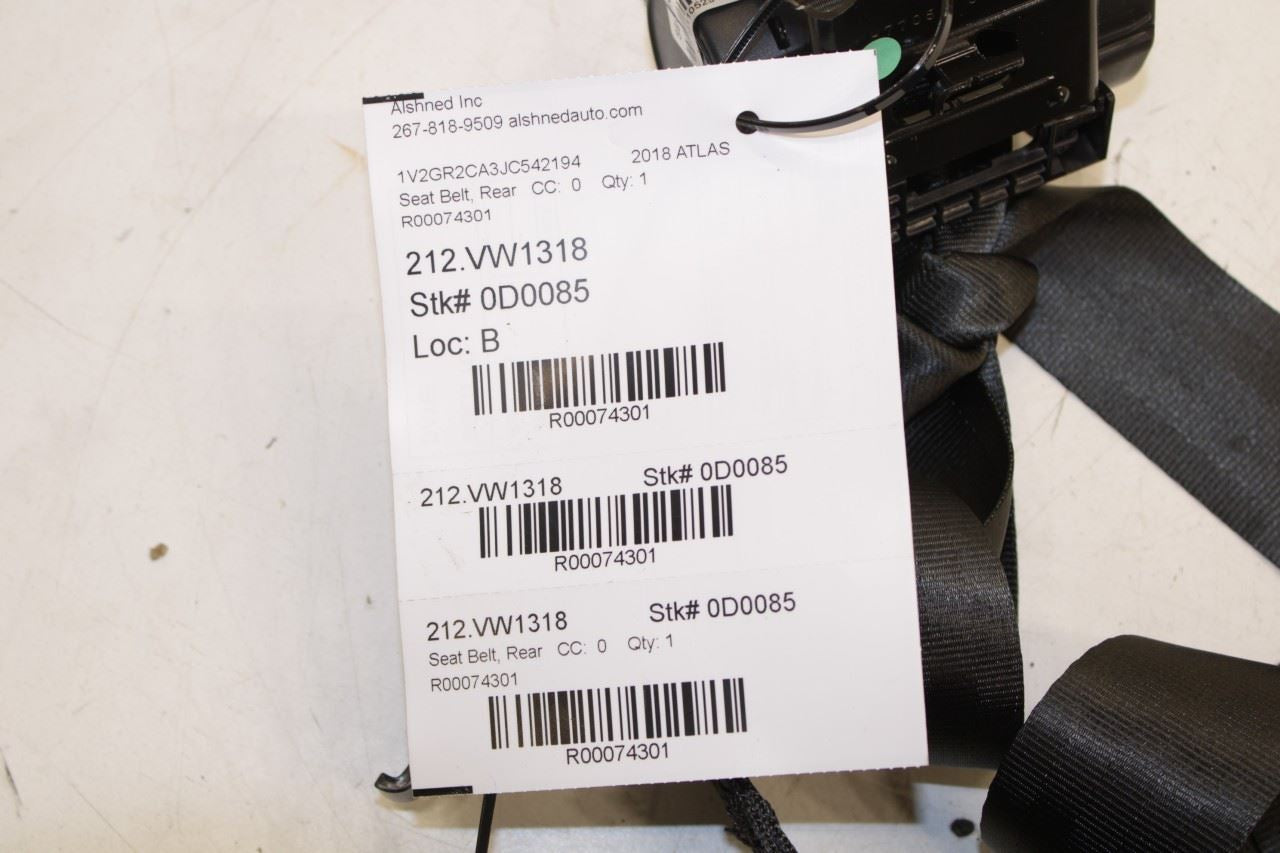 Alshned Inc
267-818-9509 alshnedauto.com
1V2GR2CA3JC542194 2018 ATLAS
Seat Belt, Rear CC: 0 Qty: 1
R00074301
212.VW1318
Stk# 0D0085
Loc: B
R00074301
212.VW1318 Stk# 0D0085
R00074301
212.VW1318 Stk# 0D0085
Seat Belt, Rear CC: 0 Qty: 1
R00074301
R00074301